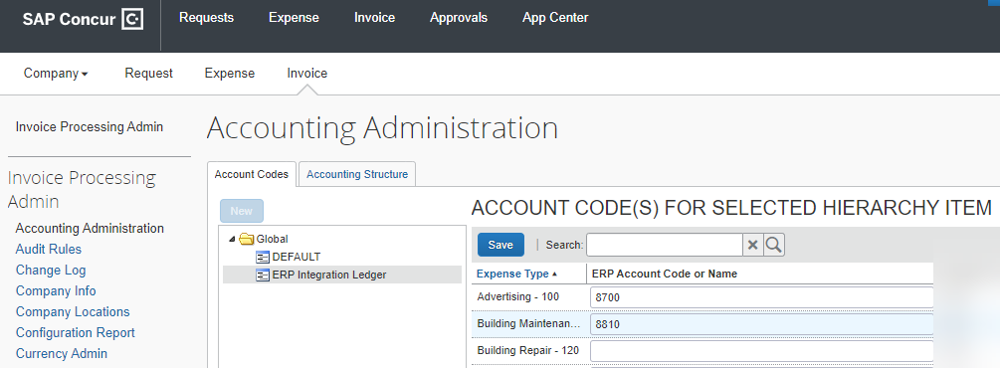 SAP Concur C Requests Expense Invoice Approvals App Center
Company Request Expense Invoice
Invoice Processing Admin
Invoice Processing
Admin
Accounting Administration
Audit Rules
Change Log
Company Info
Company Locations
Configuration Report
Currency Admin
Accounting Administration
Account Codes Accounting Structure
New
Global
DEFAULT
ERP Integration Ledger
ACCOUNT CODE(S) FOR SELECTED HIERARCHY ITEM
Save | Search:
Expense Type ERP Account Code or Name
Advertising - 100 8700
Building Maintenan... 8810
Building Repair - 120